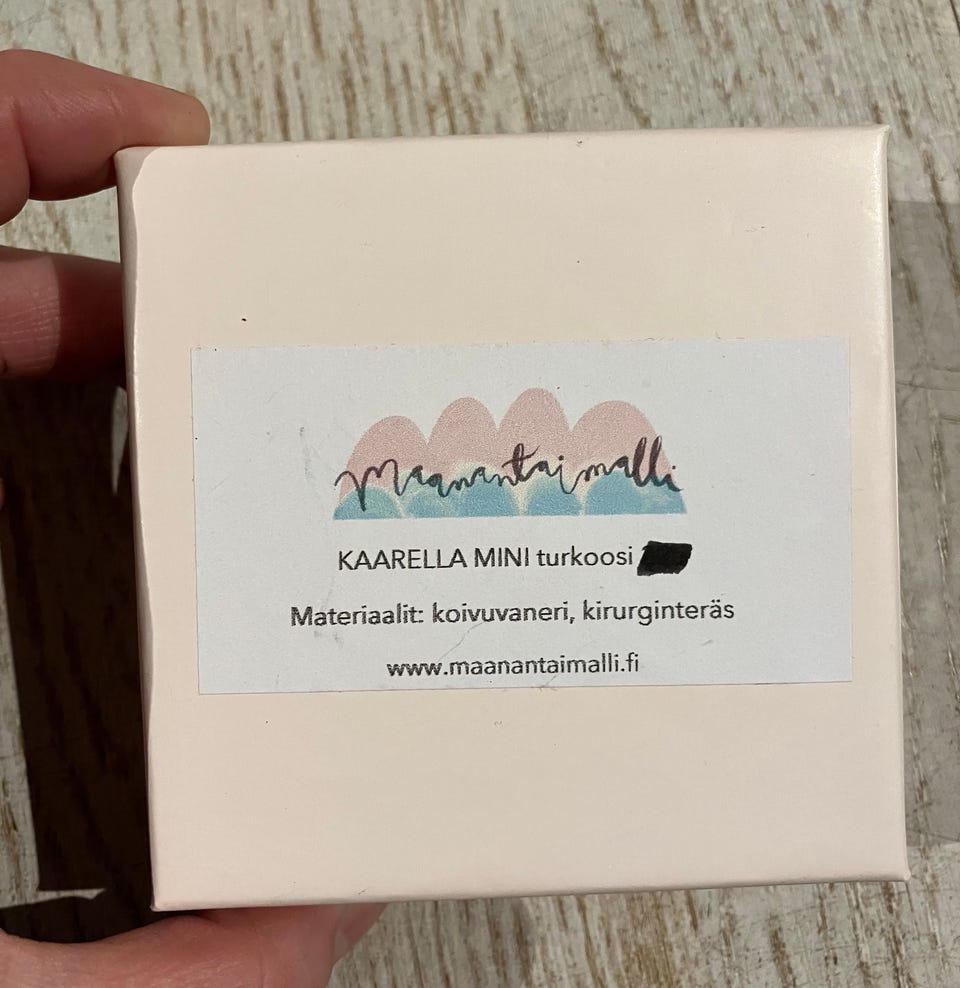 maanantaimalli
KAARELLA MINI turkoosi
Materiaalit: koivuvaneri, kirurginteräs
www.maanantaimalli.fi